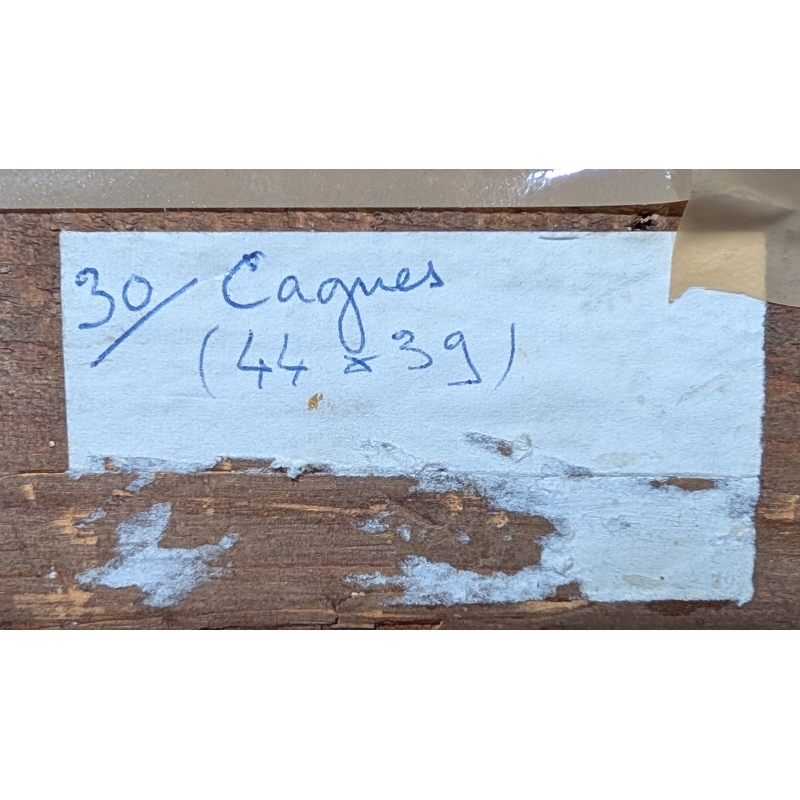 30/ Cagnes
(44 x 39)